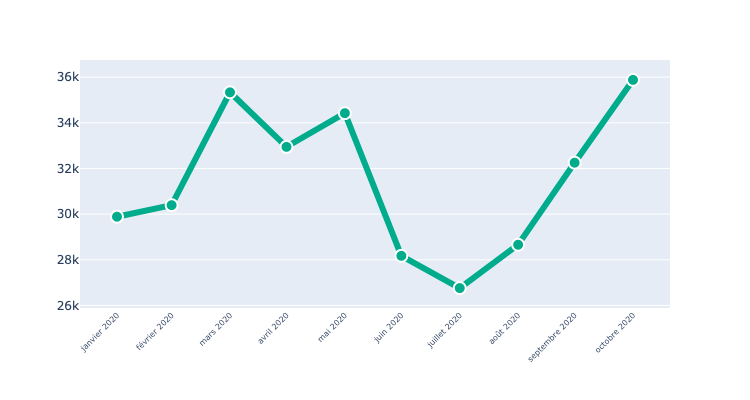 36k
34k
32k
30k
28k
26k
janvier 2020
février 2020
mars 2020
avril 2020
mai 2020
juin 2020
juillet 2020
août 2020
septembre 2020
octobre 2020